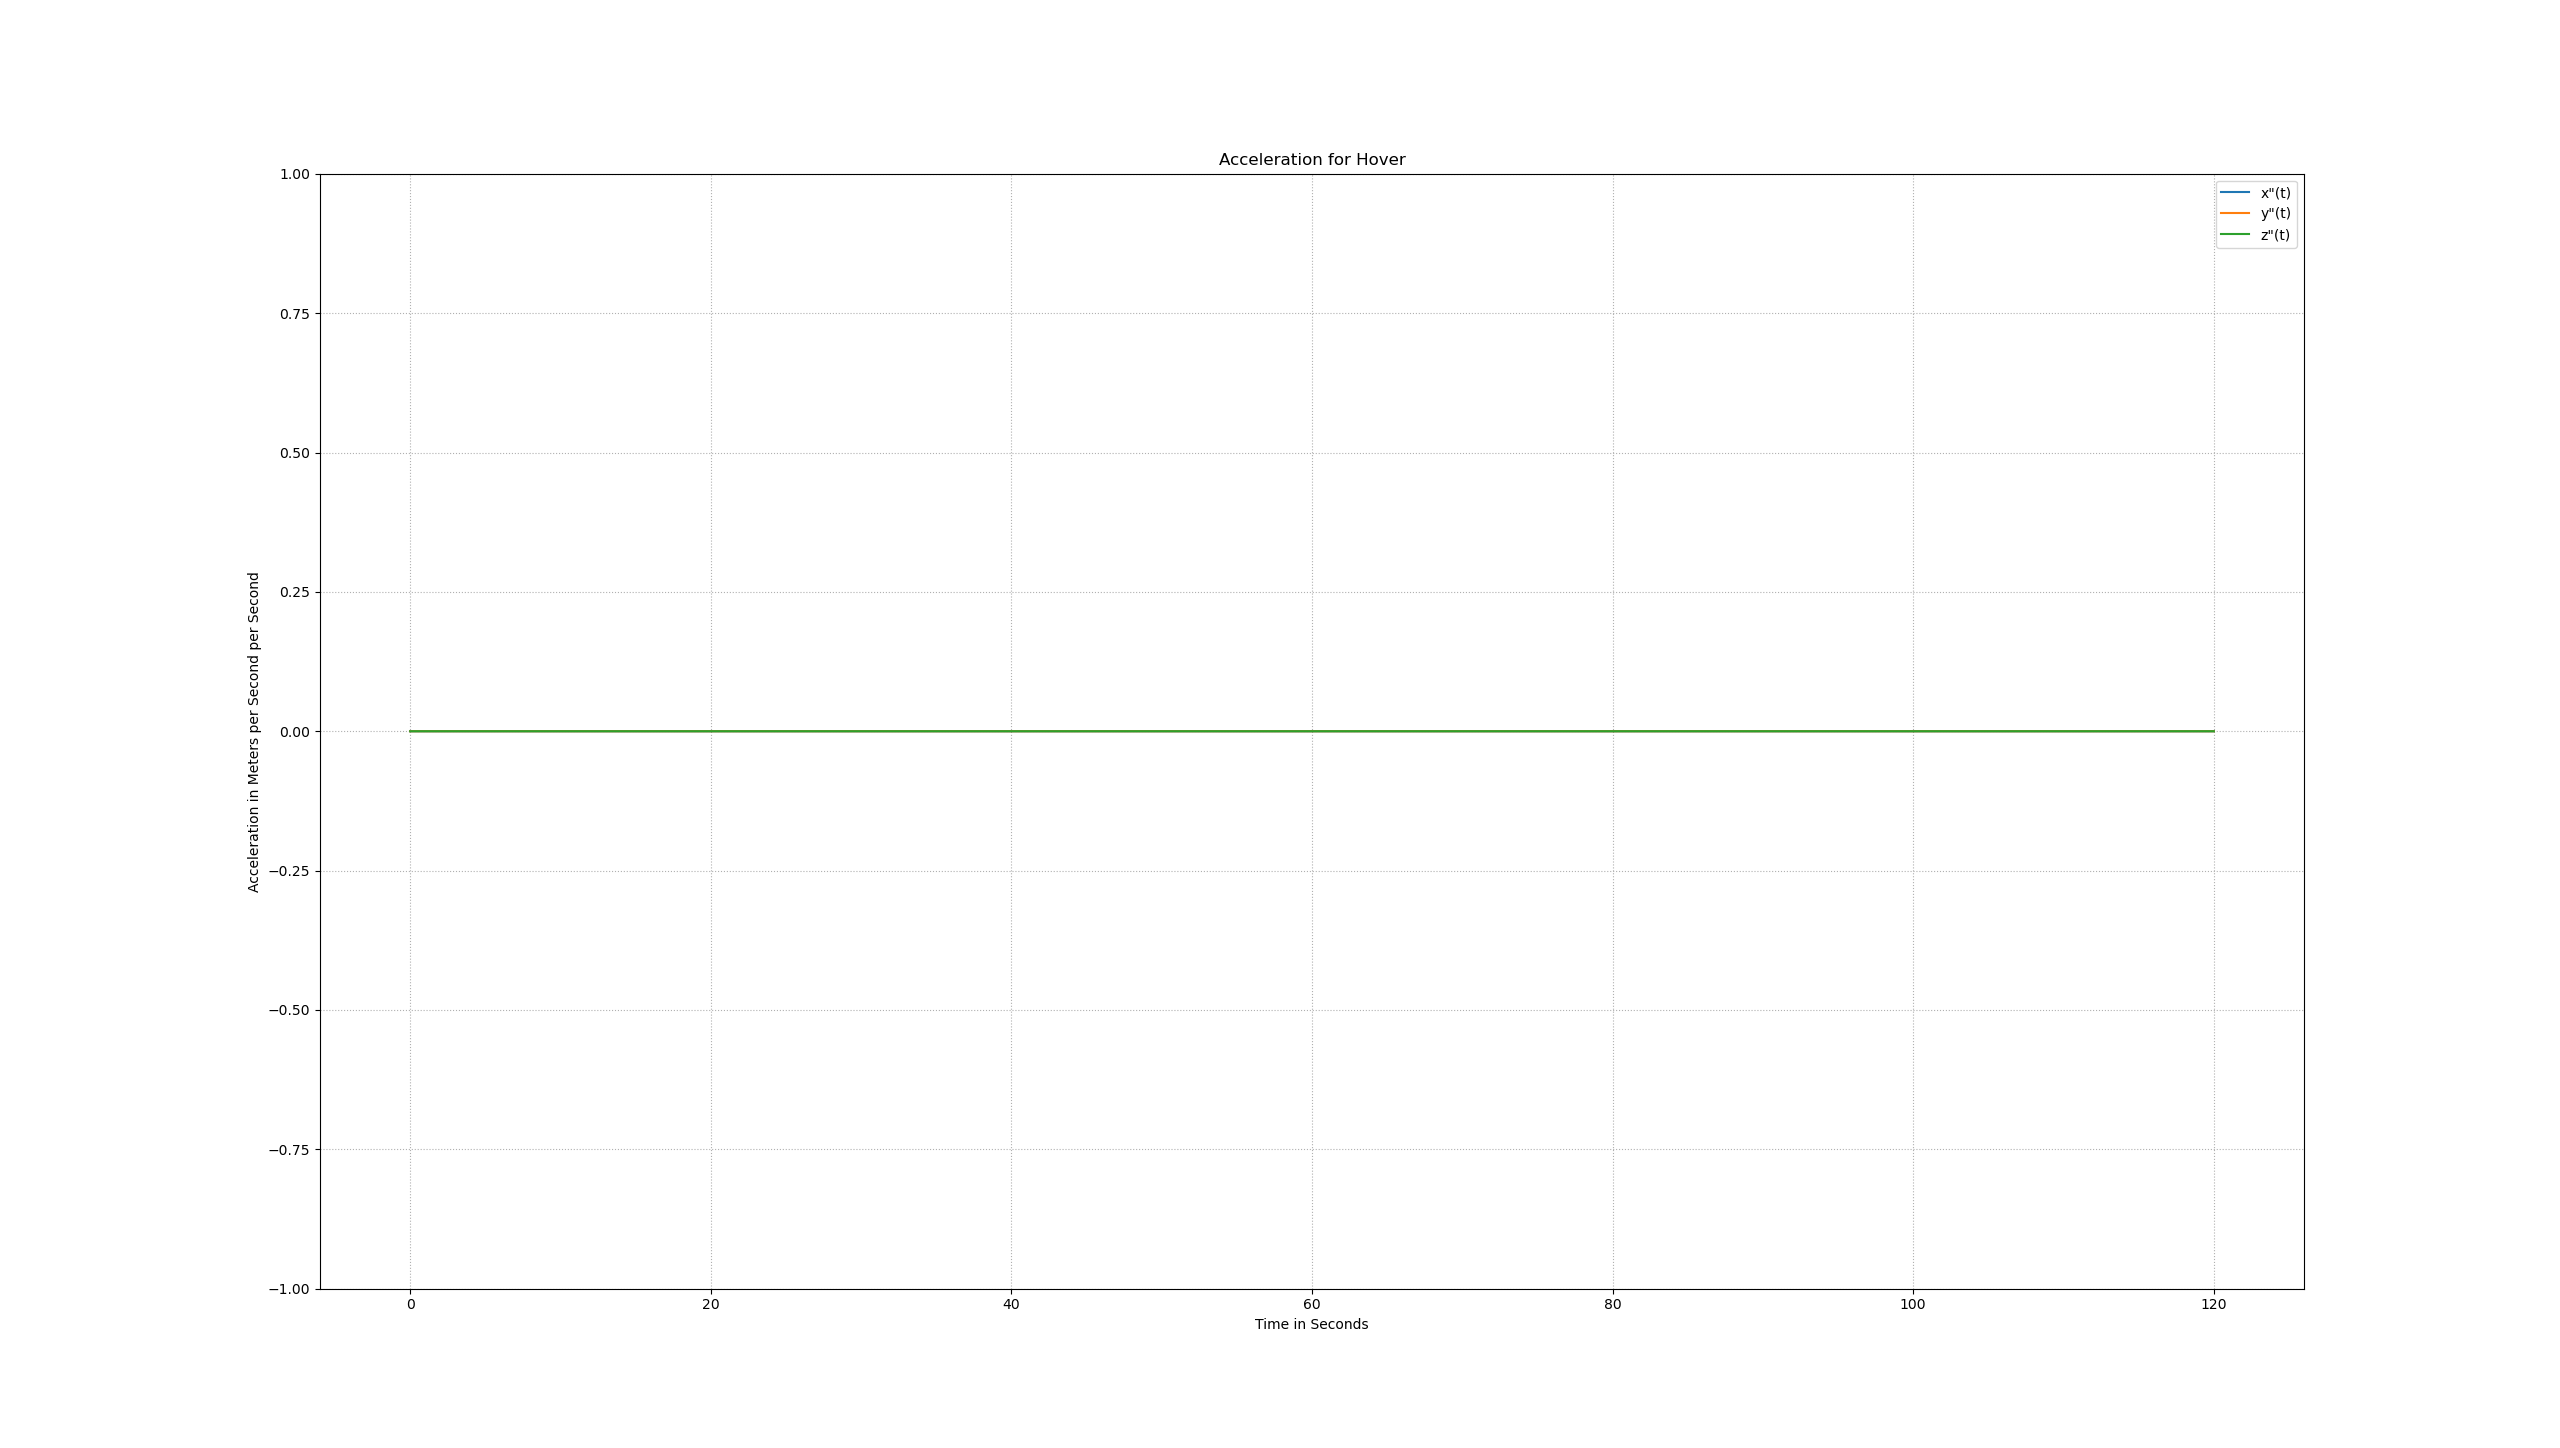 Acceleration for Hover
x"(t)
y"(t)
z"(t)
1.00
0.75
0.50
0.25
0.00
−0.25
−0.50
−0.75
−1.00
Acceleration in Meters per Second per Second
0 20 40 60 80 100 120
Time in Seconds